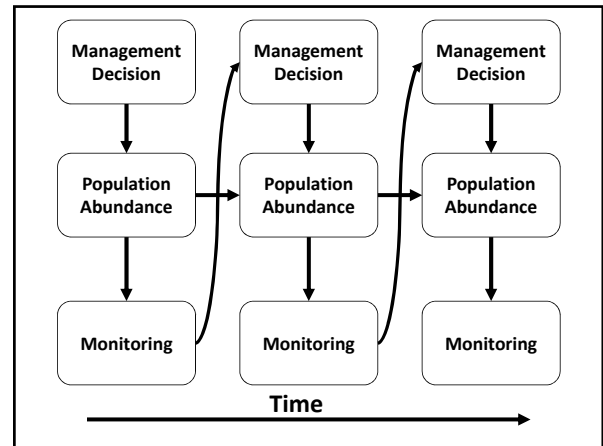 Management
Decision
Management
Decision
Management
Decision
Population
Abundance
Population
Abundance
Population
Abundance
Monitoring
Monitoring
Monitoring
Time